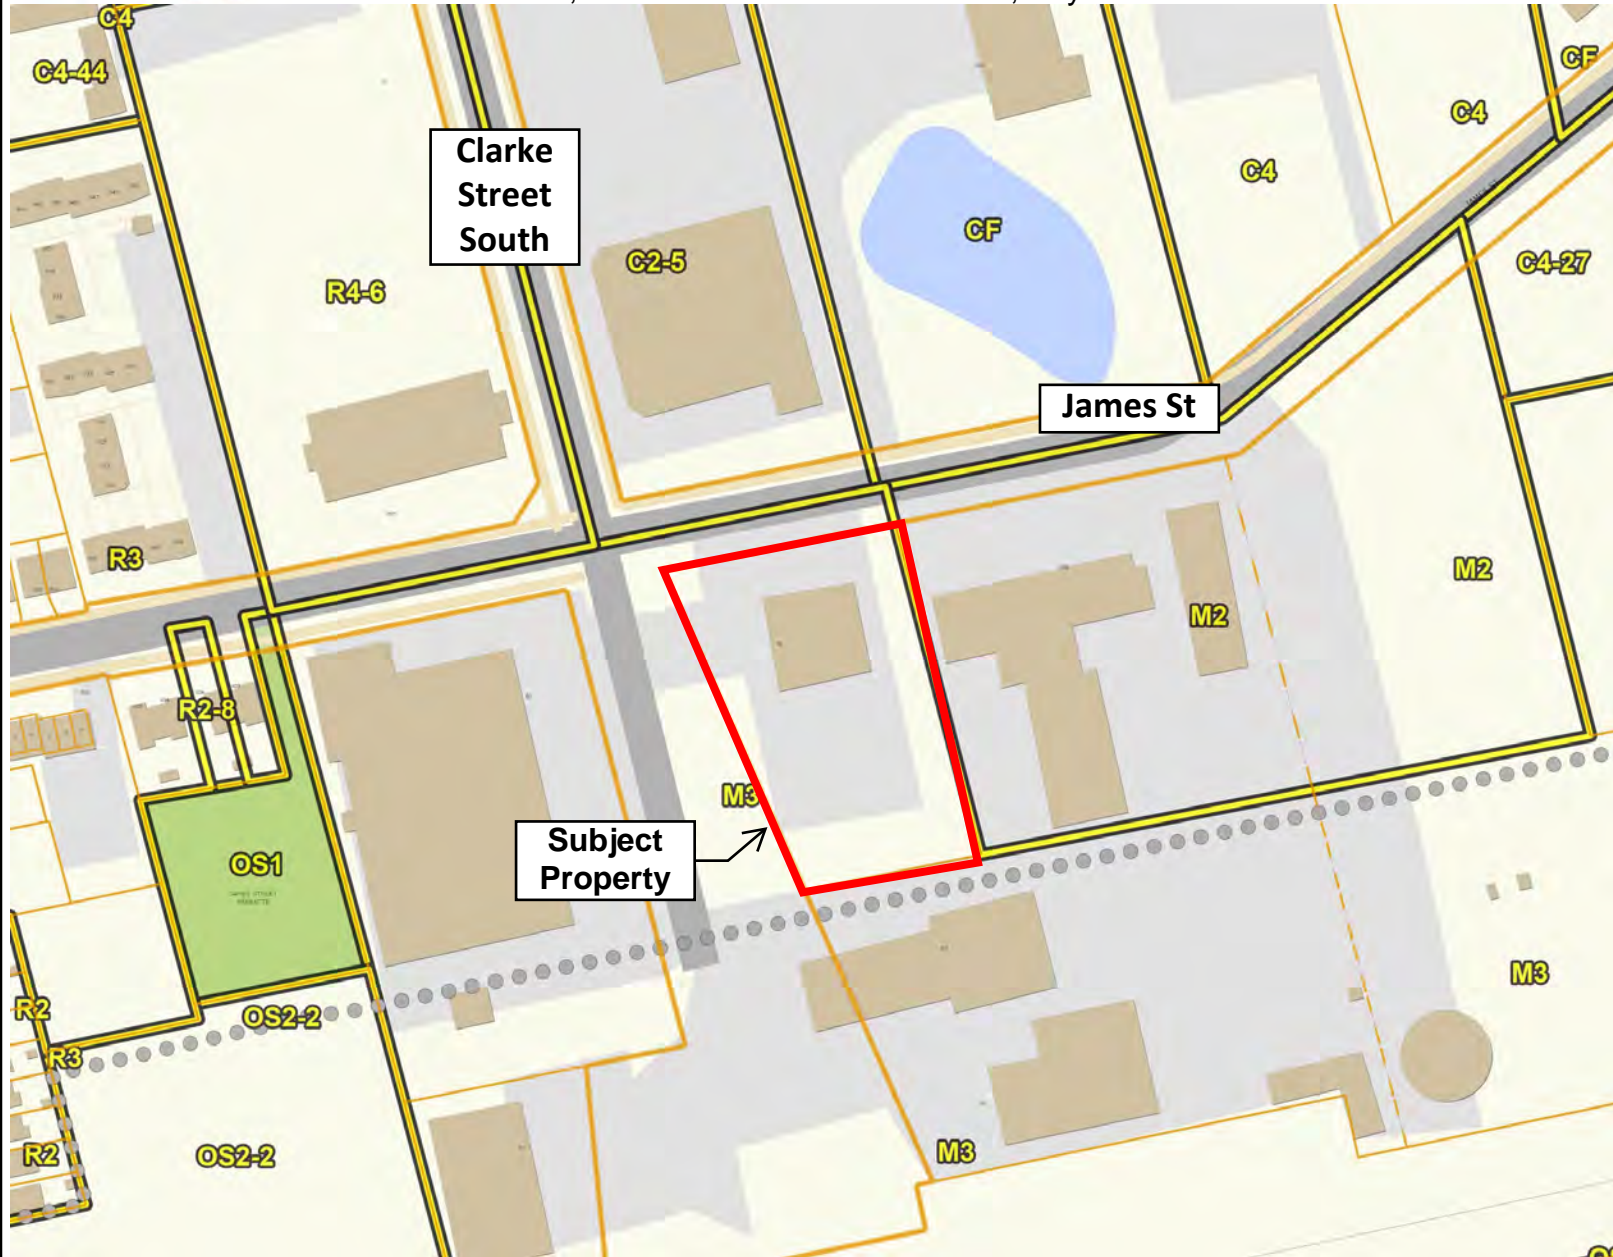 C4
C4-44
CF
C4
C4
Clarke
Street
South
CF
C2-5
C4-27
R4-6
James St
R3
M2
M2
R2-8
M3
Subject
Property
OS1
M3
R2
OS2-2
R3
R2
OS2-2
M3